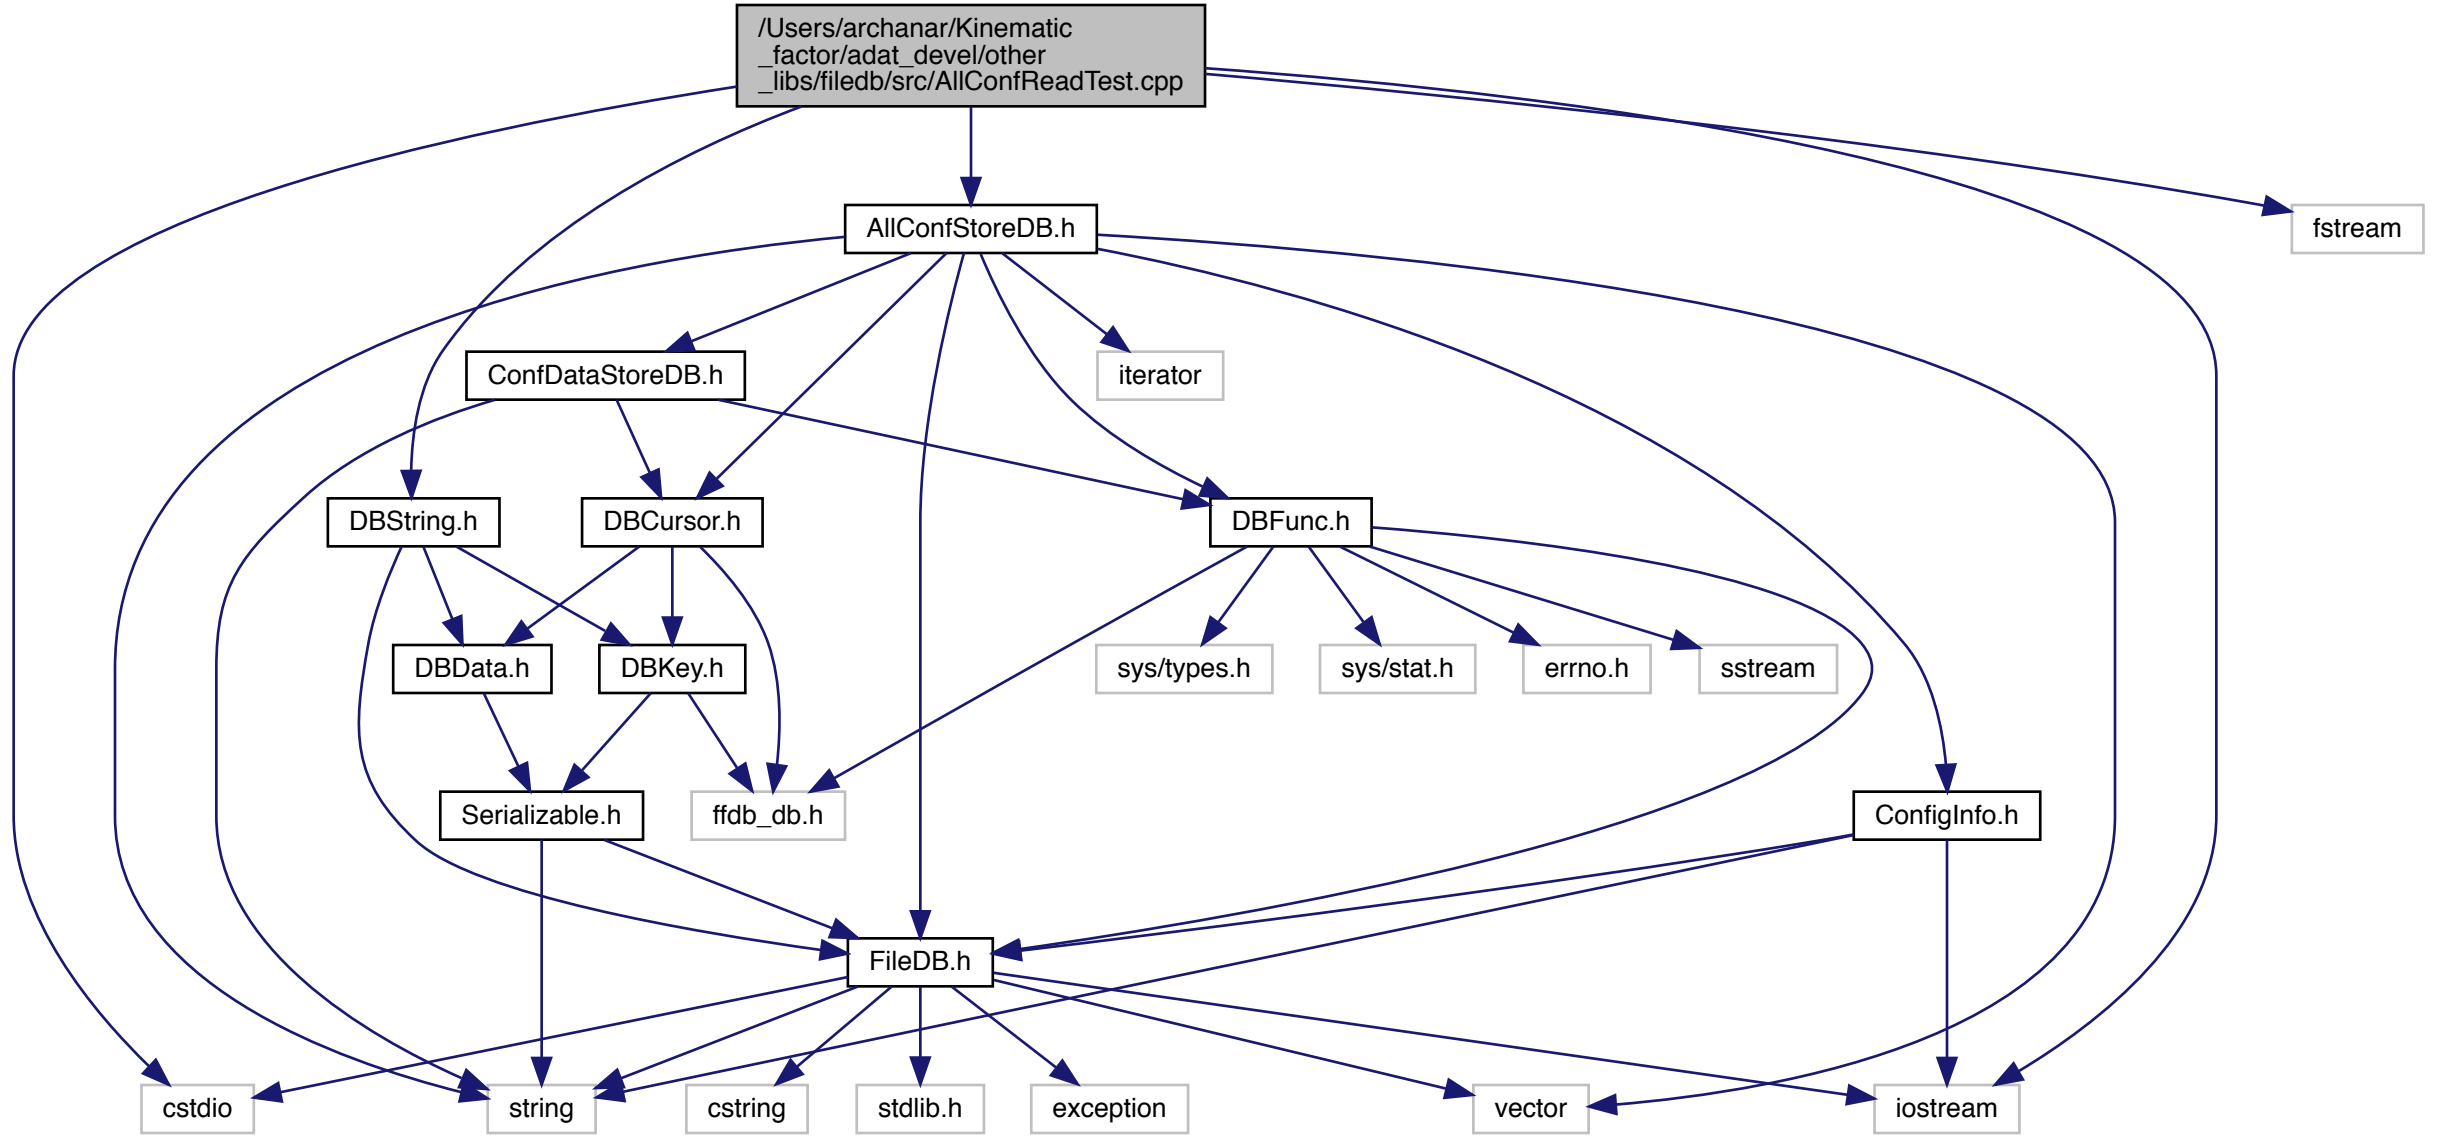 /Users/archanar/Kinematic
_factor/adat_devel/other
_libs/filedb/src/AllConfReadTest.cpp
AllConfStoreDB.h
fstream
ConfDataStoreDB.h
iterator
DBString.h
DBCursor.h
DBFunc.h
DBData.h
DBKey.h
sys/types.h
sys/stat.h
errno.h
sstream
Serializable.h
ffdb_db.h
ConfigInfo.h
FileDB.h
cstdio
string
cstring
stdlib.h
exception
vector
iostream